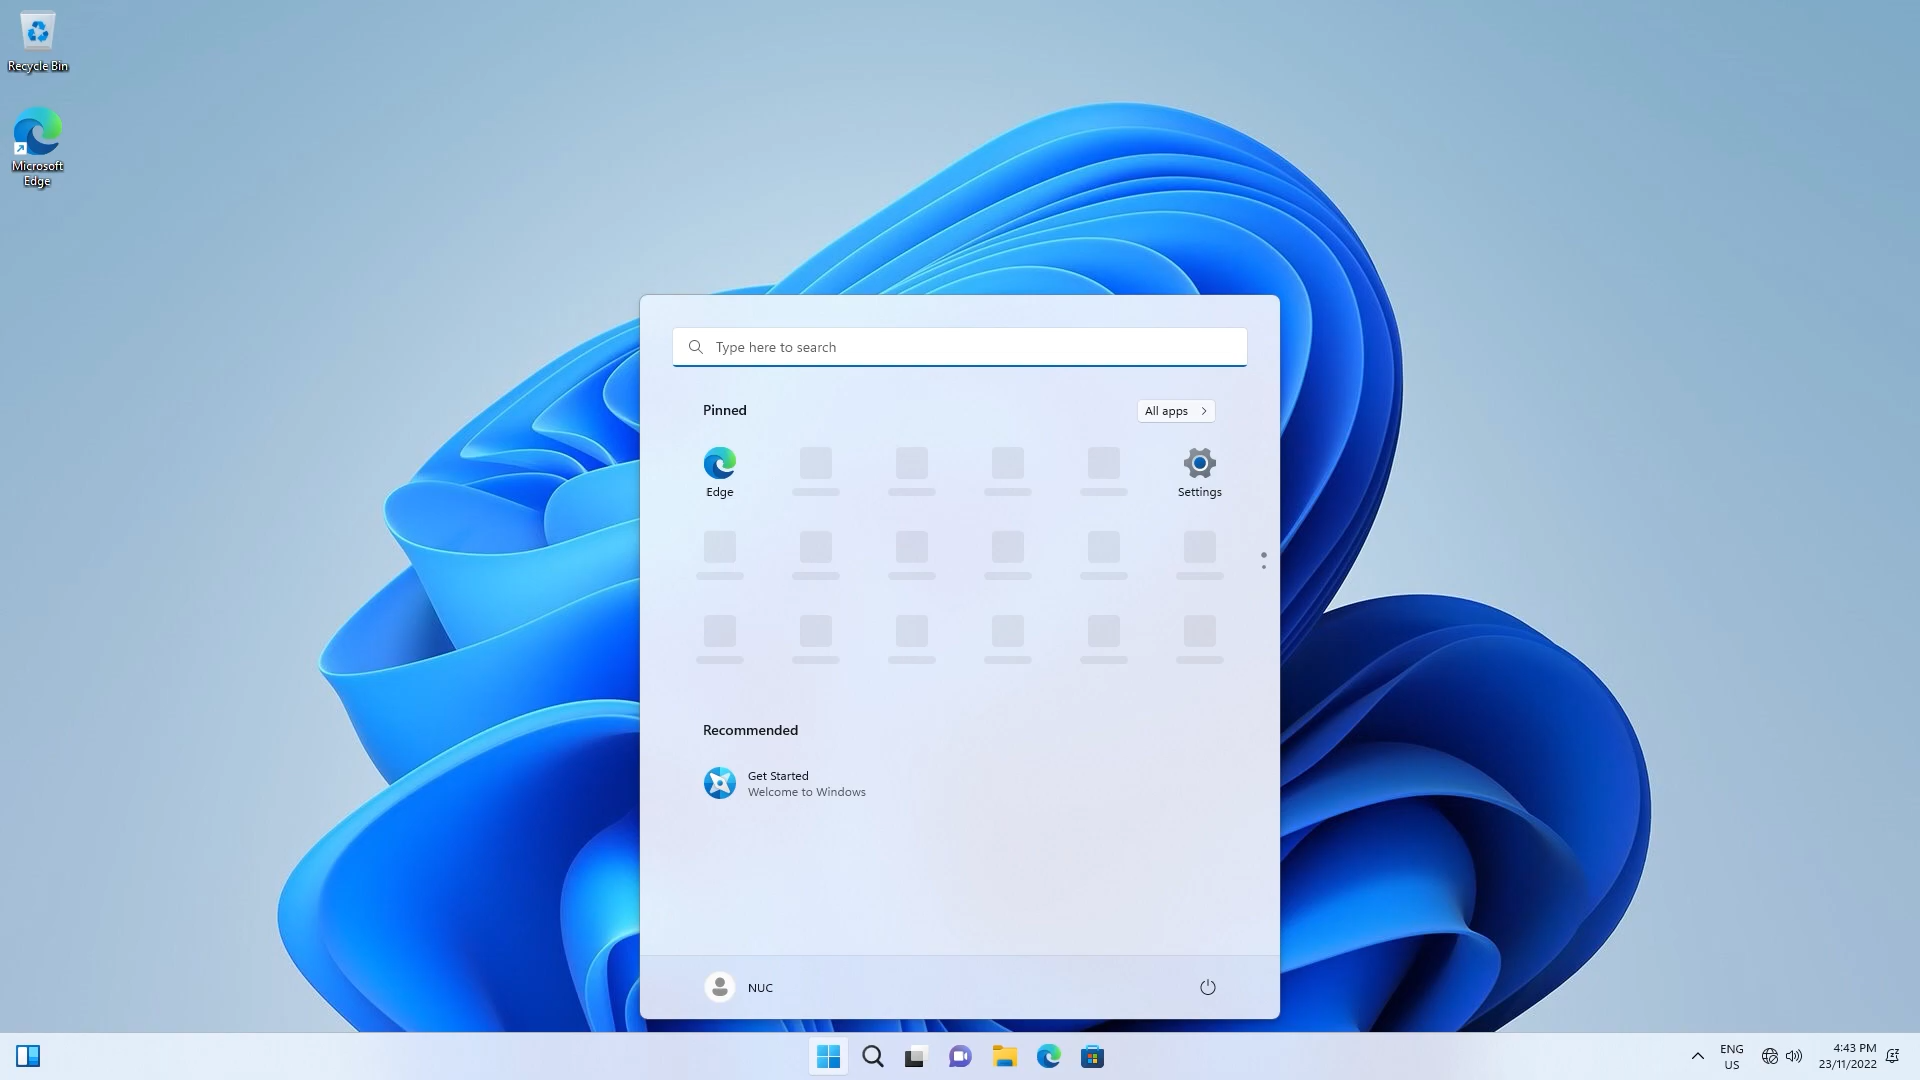 Recycle Bin
Microsoft
Edge
Type here to search
Pinned
All apps
Edge
Settings
Recommended
Get Started
Welcome to Windows
NUC
ENG
US
4:43 PM
23/11/2022